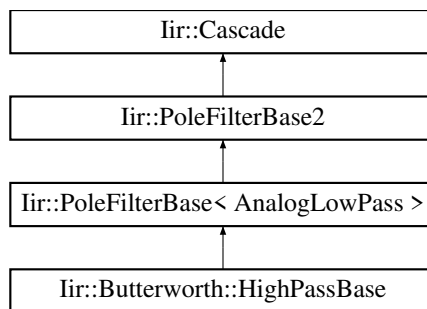 Iir::Cascade
Iir::PoleFilterBase2
Iir::PoleFilterBase< AnalogLowPass >
Iir::Butterworth::HighPassBase